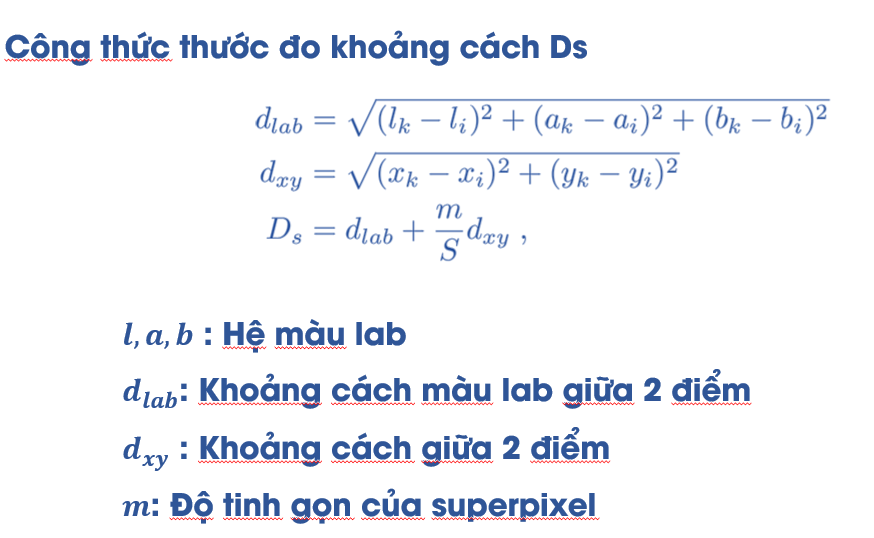 Công thức thước đo khoảng cách Ds
d_{lab} = \sqrt{(l_k - l_i)^2 + (a_k - a_i)^2 + (b_k - b_i)^2}
d_{xy} = \sqrt{(x_k - x_i)^2 + (y_k - y_i)^2}
D_s = d_{lab} + \frac{m}{S} d_{xy} ,
l, a, b : Hệ màu lab
d_{lab}: Khoảng cách màu lab giữa 2 điểm
d_{xy} : Khoảng cách giữa 2 điểm
m: Độ tinh gọn của superpixel